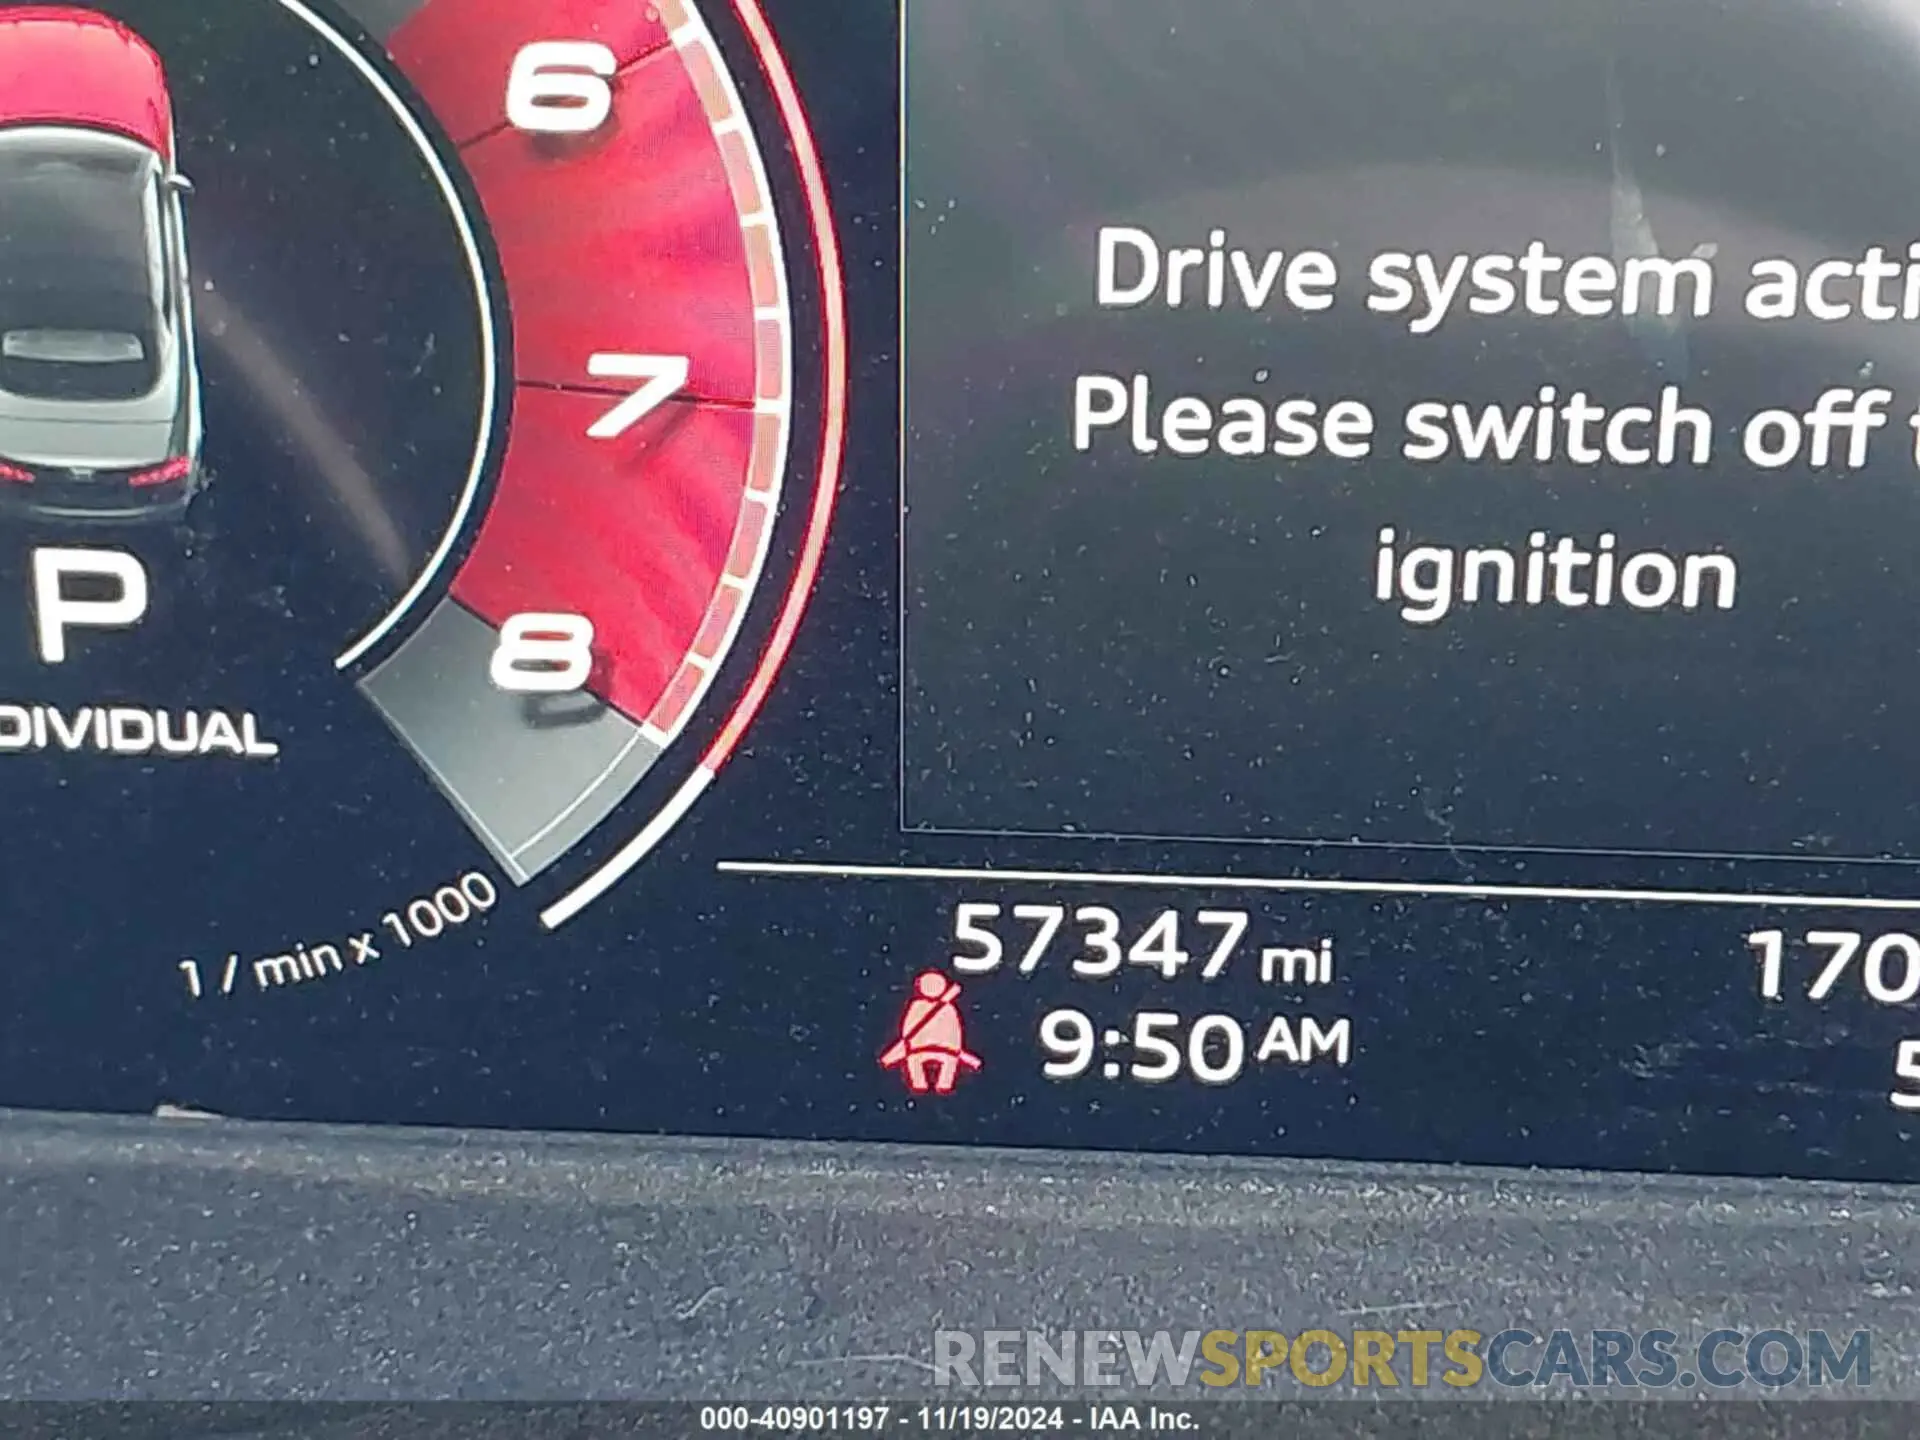 6
7
8
P
DIVIDUAL
1 / min x 1000
Drive system acti
Please switch off t
ignition
57347 mi
170
9:50 AM
5
RENEWSPORTSCARS.COM
000-40901197 - 11/19/2024 - IAA Inc.